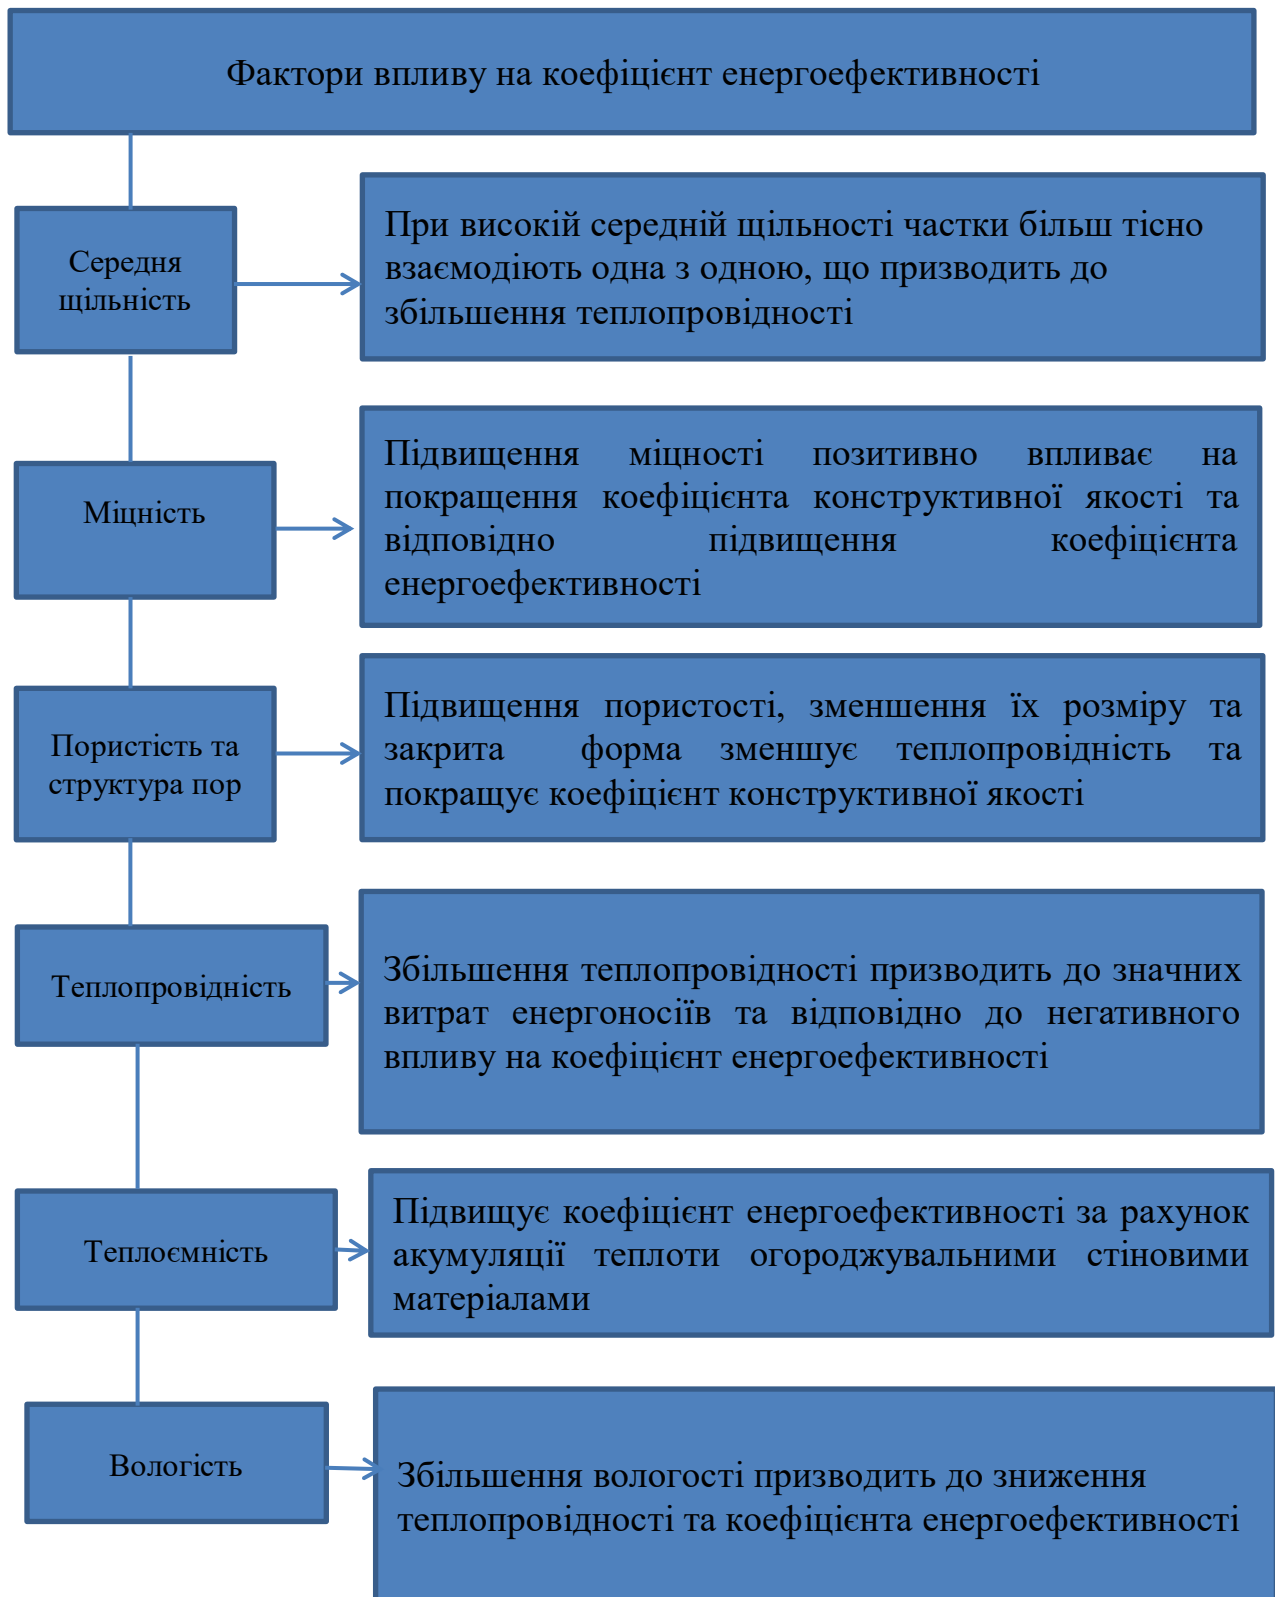 Фактори впливу на коефіцієнт енергоефективності
Середня
щільність
При високій середній щільності частки більш тісно
взаємодіють одна з одною, що призводить до
збільшення теплопровідності
Міцність
Підвищення міцності позитивно впливає на
покращення коефіцієнта конструктивної якості та
відповідно підвищення коефіцієнта
енергоефективності
Пористість та
структура пор
Підвищення пористості, зменшення їх розміру та
закрита форма зменшує теплопровідність та
покращує коефіцієнт конструктивної якості
Теплопровідність
Збільшення теплопровідності призводить до значних
витрат енергоносіїв та відповідно до негативного
впливу на коефіцієнт енергоефективності
Теплоємність
Підвищує коефіцієнт енергоефективності за рахунок
акумуляції теплоти огороджувальними стіновими
матеріалами
Вологість
Збільшення вологості призводить до зниження
теплопровідності та коефіцієнта енергоефективності